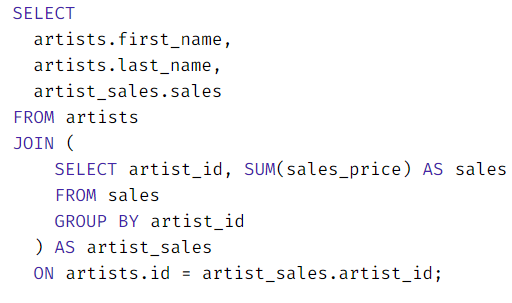 SELECT
  artists.first_name,
  artists.last_name,
  artist_sales.sales
FROM artists
JOIN (
    SELECT artist_id, SUM(sales_price) AS sales
    FROM sales
    GROUP BY artist_id
  ) AS artist_sales
  ON artists.id = artist_sales.artist_id;